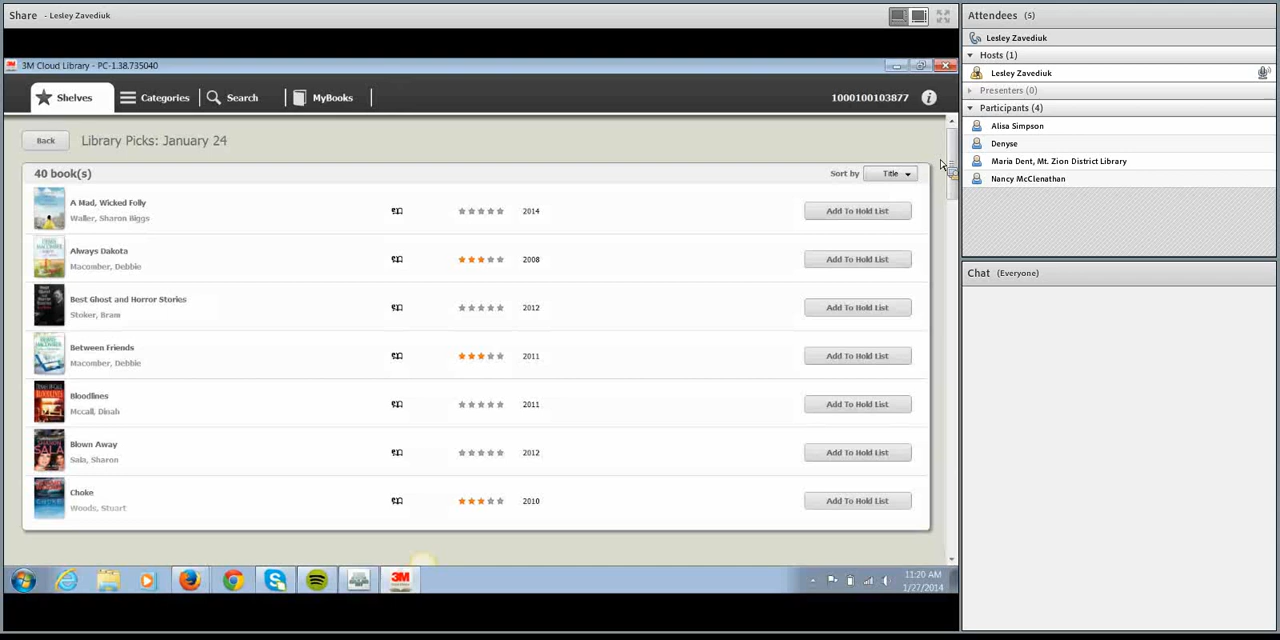 Share - Lesley Zavediuk
3M Cloud Library - PC-1.38.735040
Shelves
Categories
Search
MyBooks
1000100103877
Back
Library Picks: January 24
40 book(s)
Sort by
Title
A Mad, Wicked Folly
Waller, Sharon Biggs
2014
Add To Hold List
Always Dakota
Macomber, Debbie
2008
Add To Hold List
Best Ghost and Horror Stories
Stoker, Bram
2012
Add To Hold List
Between Friends
Macomber, Debbie
2011
Add To Hold List
Bloodlines
Mccall, Dinah
2011
Add To Hold List
Blown Away
Sala, Sharon
2012
Add To Hold List
Choke
Woods, Stuart
2010
Add To Hold List
3M
11:20 AM
1/27/2014
Attendees (5)
Lesley Zavediuk
Hosts (1)
Lesley Zavediuk
Presenters (0)
Participants (4)
Alisa Simpson
Denyse
Maria Dent, Mt. Zion District Library
Nancy McClenathan
Chat (Everyone)